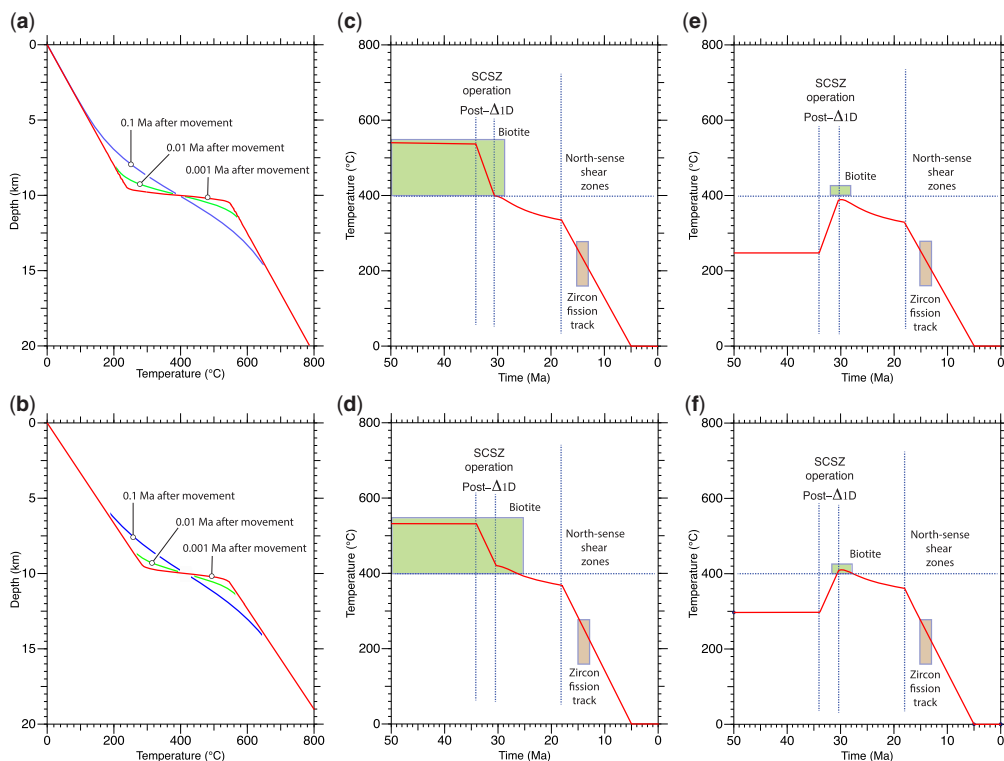 (a)
0
5
10
15
20
Depth (km)
0.1 Ma after movement
0.01 Ma after movement
0.001 Ma after movement
0 200 400 600 800
Temperature (°C)
(c)
800
600
400
200
0
Temperature (°C)
SCSZ
operation
Post–Δ1D
Biotite
North-sense
shear
zones
Zircon
fission
track
50 40 30 20 10 0
Time (Ma)
(e)
800
600
400
200
0
Temperature (°C)
SCSZ
operation
Post–Δ1D
Biotite
North-sense
shear zones
Zircon
fission
track
50 40 30 20 10 0
Time (Ma)
(b)
0
5
10
15
20
Depth (km)
0.1 Ma after movement
0.01 Ma after movement
0.001 Ma after movement
0 200 400 600 800
Temperature (°C)
(d)
800
600
400
200
0
Temperature (°C)
SCSZ
operation
Post–Δ1D
Biotite
North-sense
shear
zones
Zircon
fission
track
50 40 30 20 10 0
Time (Ma)
(f)
800
600
400
200
0
Temperature (°C)
SCSZ
operation
Post–Δ1D
Biotite
North-sense
shear
zones
Zircon
fission
track
50 40 30 20 10 0
Time (Ma)